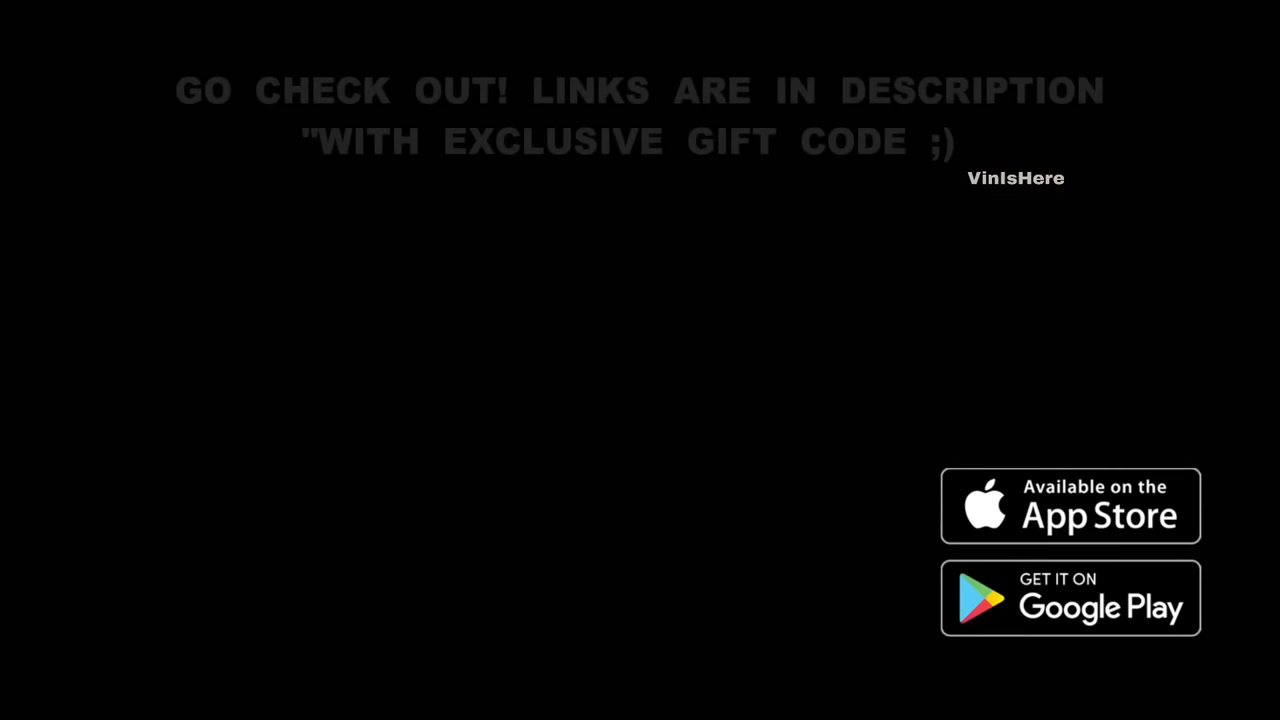 GO CHECK OUT! LINKS ARE IN DESCRIPTION
"WITH EXCLUSIVE GIFT CODE ;)
VinIsHere
Available on the
App Store
GET IT ON
Google Play